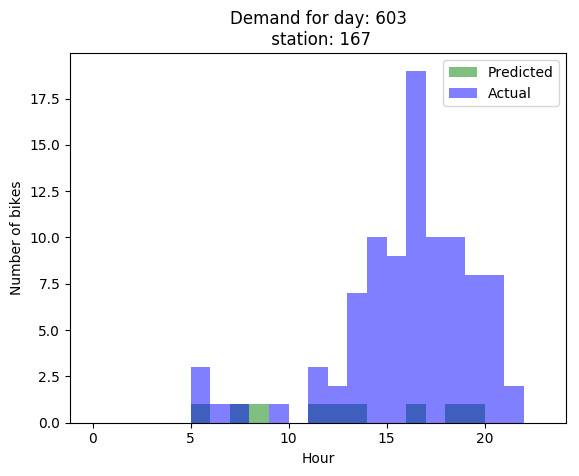 Demand for day: 603
station: 167
Predicted
Actual
Number of bikes
17.5
15.0
12.5
10.0
7.5
5.0
2.5
0.0
0
5
10
15
20
Hour